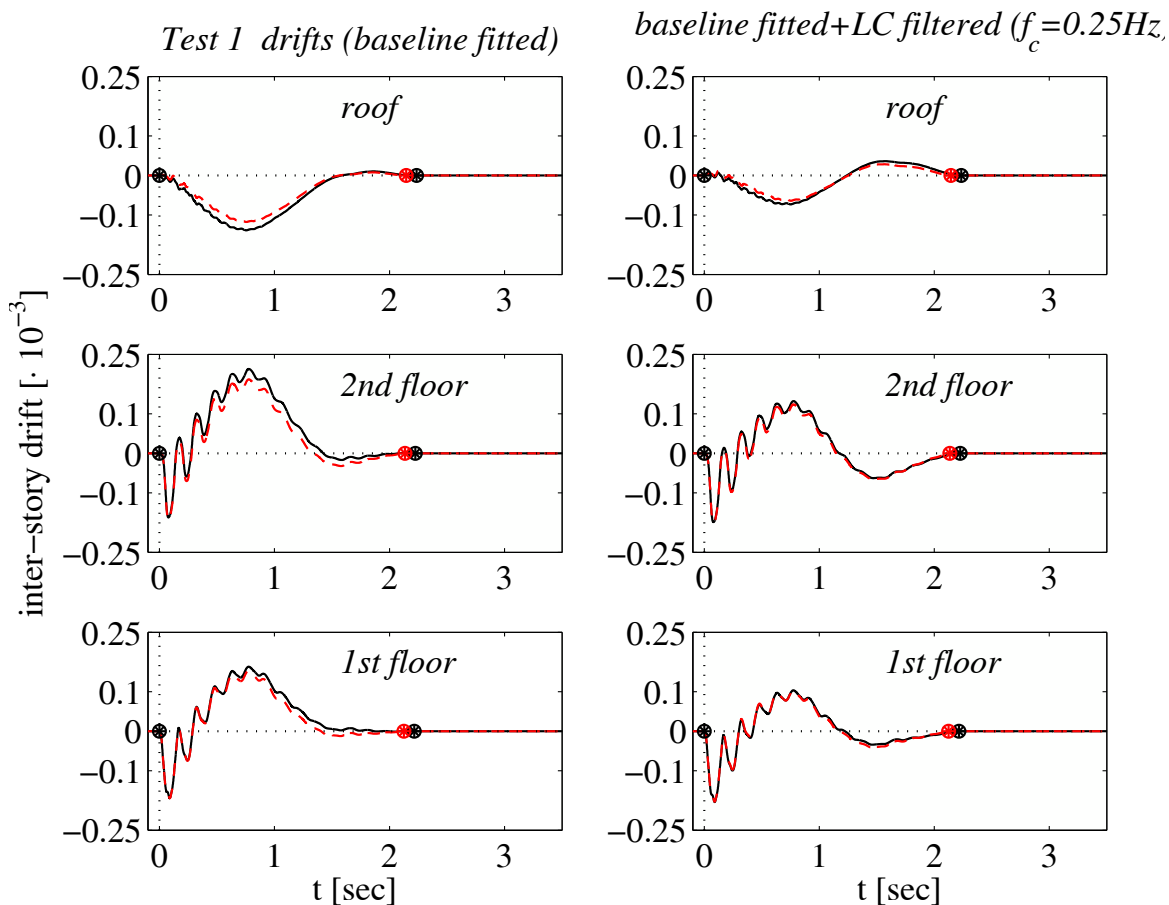 Test 1 drifts (baseline fitted)
baseline fitted+LC filtered (f_c=0.25Hz)
inter−story drift [· 10^−3]
0.25
0.1
0
−0.1
−0.25
roof
0 1 2 3
0.25
0.1
0
−0.1
−0.25
roof
0 1 2 3
0.25
0.1
0
−0.1
−0.25
2nd floor
0 1 2 3
0.25
0.1
0
−0.1
−0.25
2nd floor
0 1 2 3
0.25
0.1
0
−0.1
−0.25
1st floor
0 1 2 3
t [sec]
0.25
0.1
0
−0.1
−0.25
1st floor
0 1 2 3
t [sec]